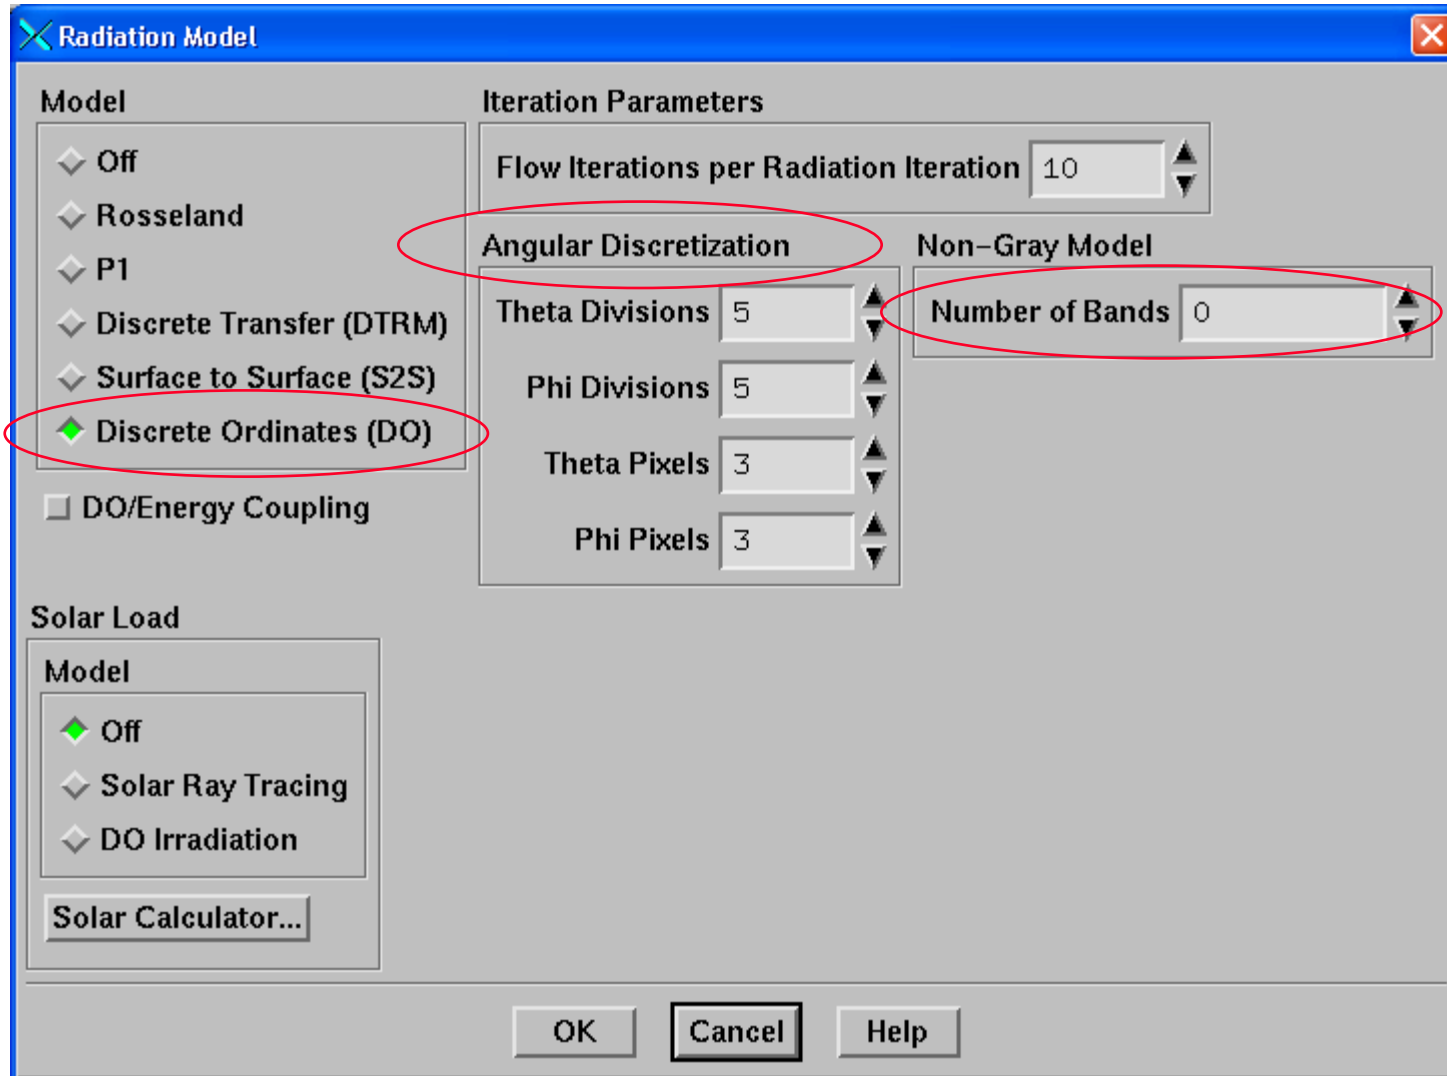 Radiation Model
Model
Off
Rosseland
P1
Discrete Transfer (DTRM)
Surface to Surface (S2S)
Discrete Ordinates (DO)
DO/Energy Coupling
Iteration Parameters
Flow Iterations per Radiation Iteration 10
Angular Discretization
Theta Divisions 5
Phi Divisions 5
Theta Pixels 3
Phi Pixels 3
Non-Gray Model
Number of Bands 0
Solar Load
Model
Off
Solar Ray Tracing
DO Irradiation
Solar Calculator...
OK Cancel Help